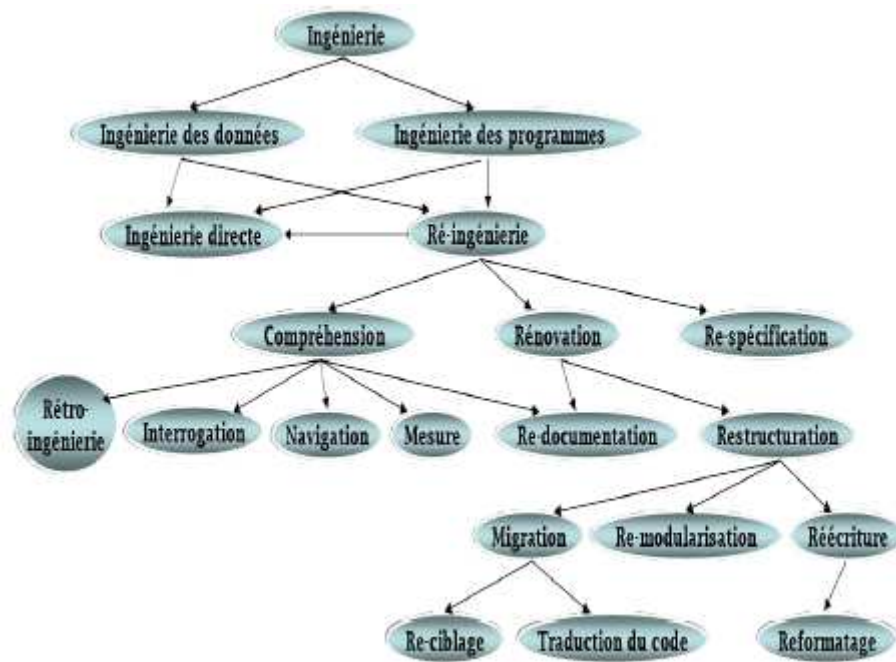 Ingénierie
Ingénierie des données
Ingénierie des programmes
Ingénierie directe
Ré-ingénierie
Compréhension
Rénovation
Re-spécification
Rétro-
ingénierie
Interrogation
Navigation
Mesure
Re-documentation
Restructuration
Migration
Re-modularisation
Réécriture
Re-ciblage
Traduction du code
Reformatage